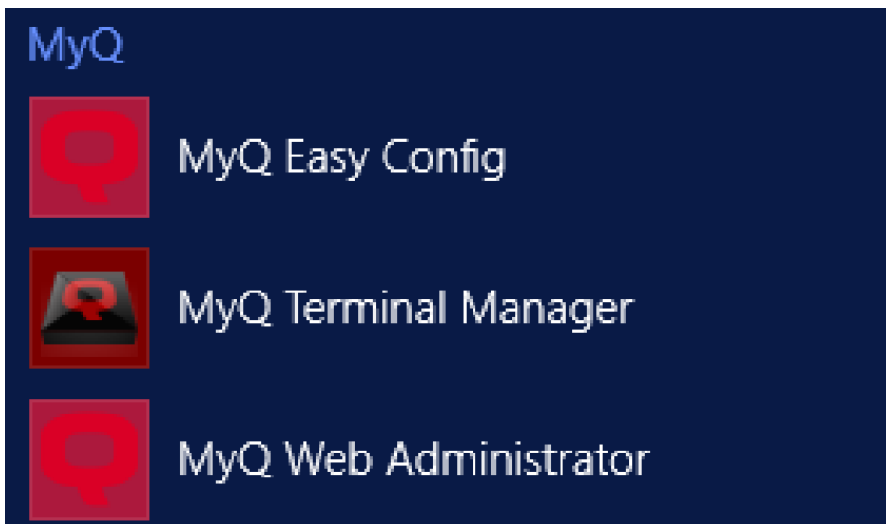 MyQ
MyQ Easy Config
MyQ Terminal Manager
MyQ Web Administrator